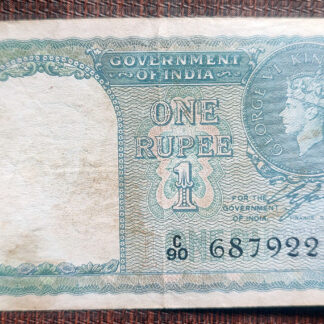 GOVERNMENT
OF INDIA
ONE
RUPEE
1
GEORGE VI KING
FOR THE
GOVERNMENT
OF INDIA.
C/90 687922